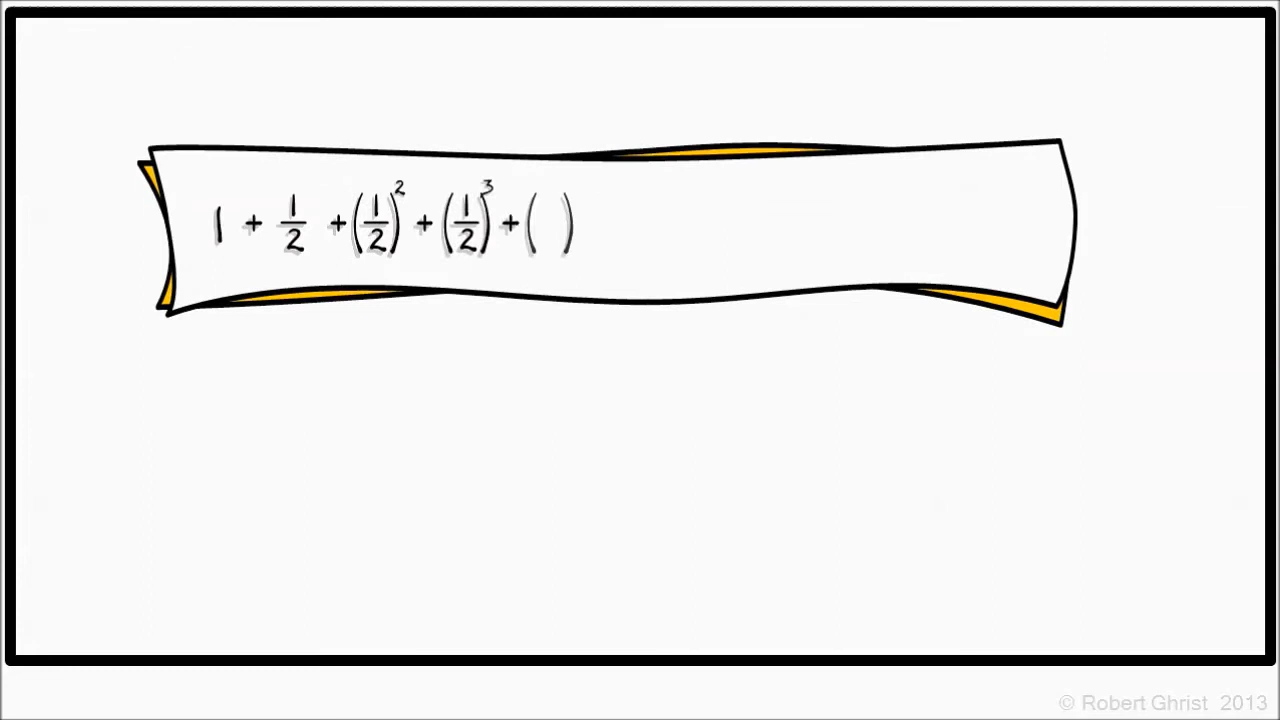 1 + 1/2 + (1/2)^2 + (1/2)^3 + ( )
© Robert Ghrist 2013